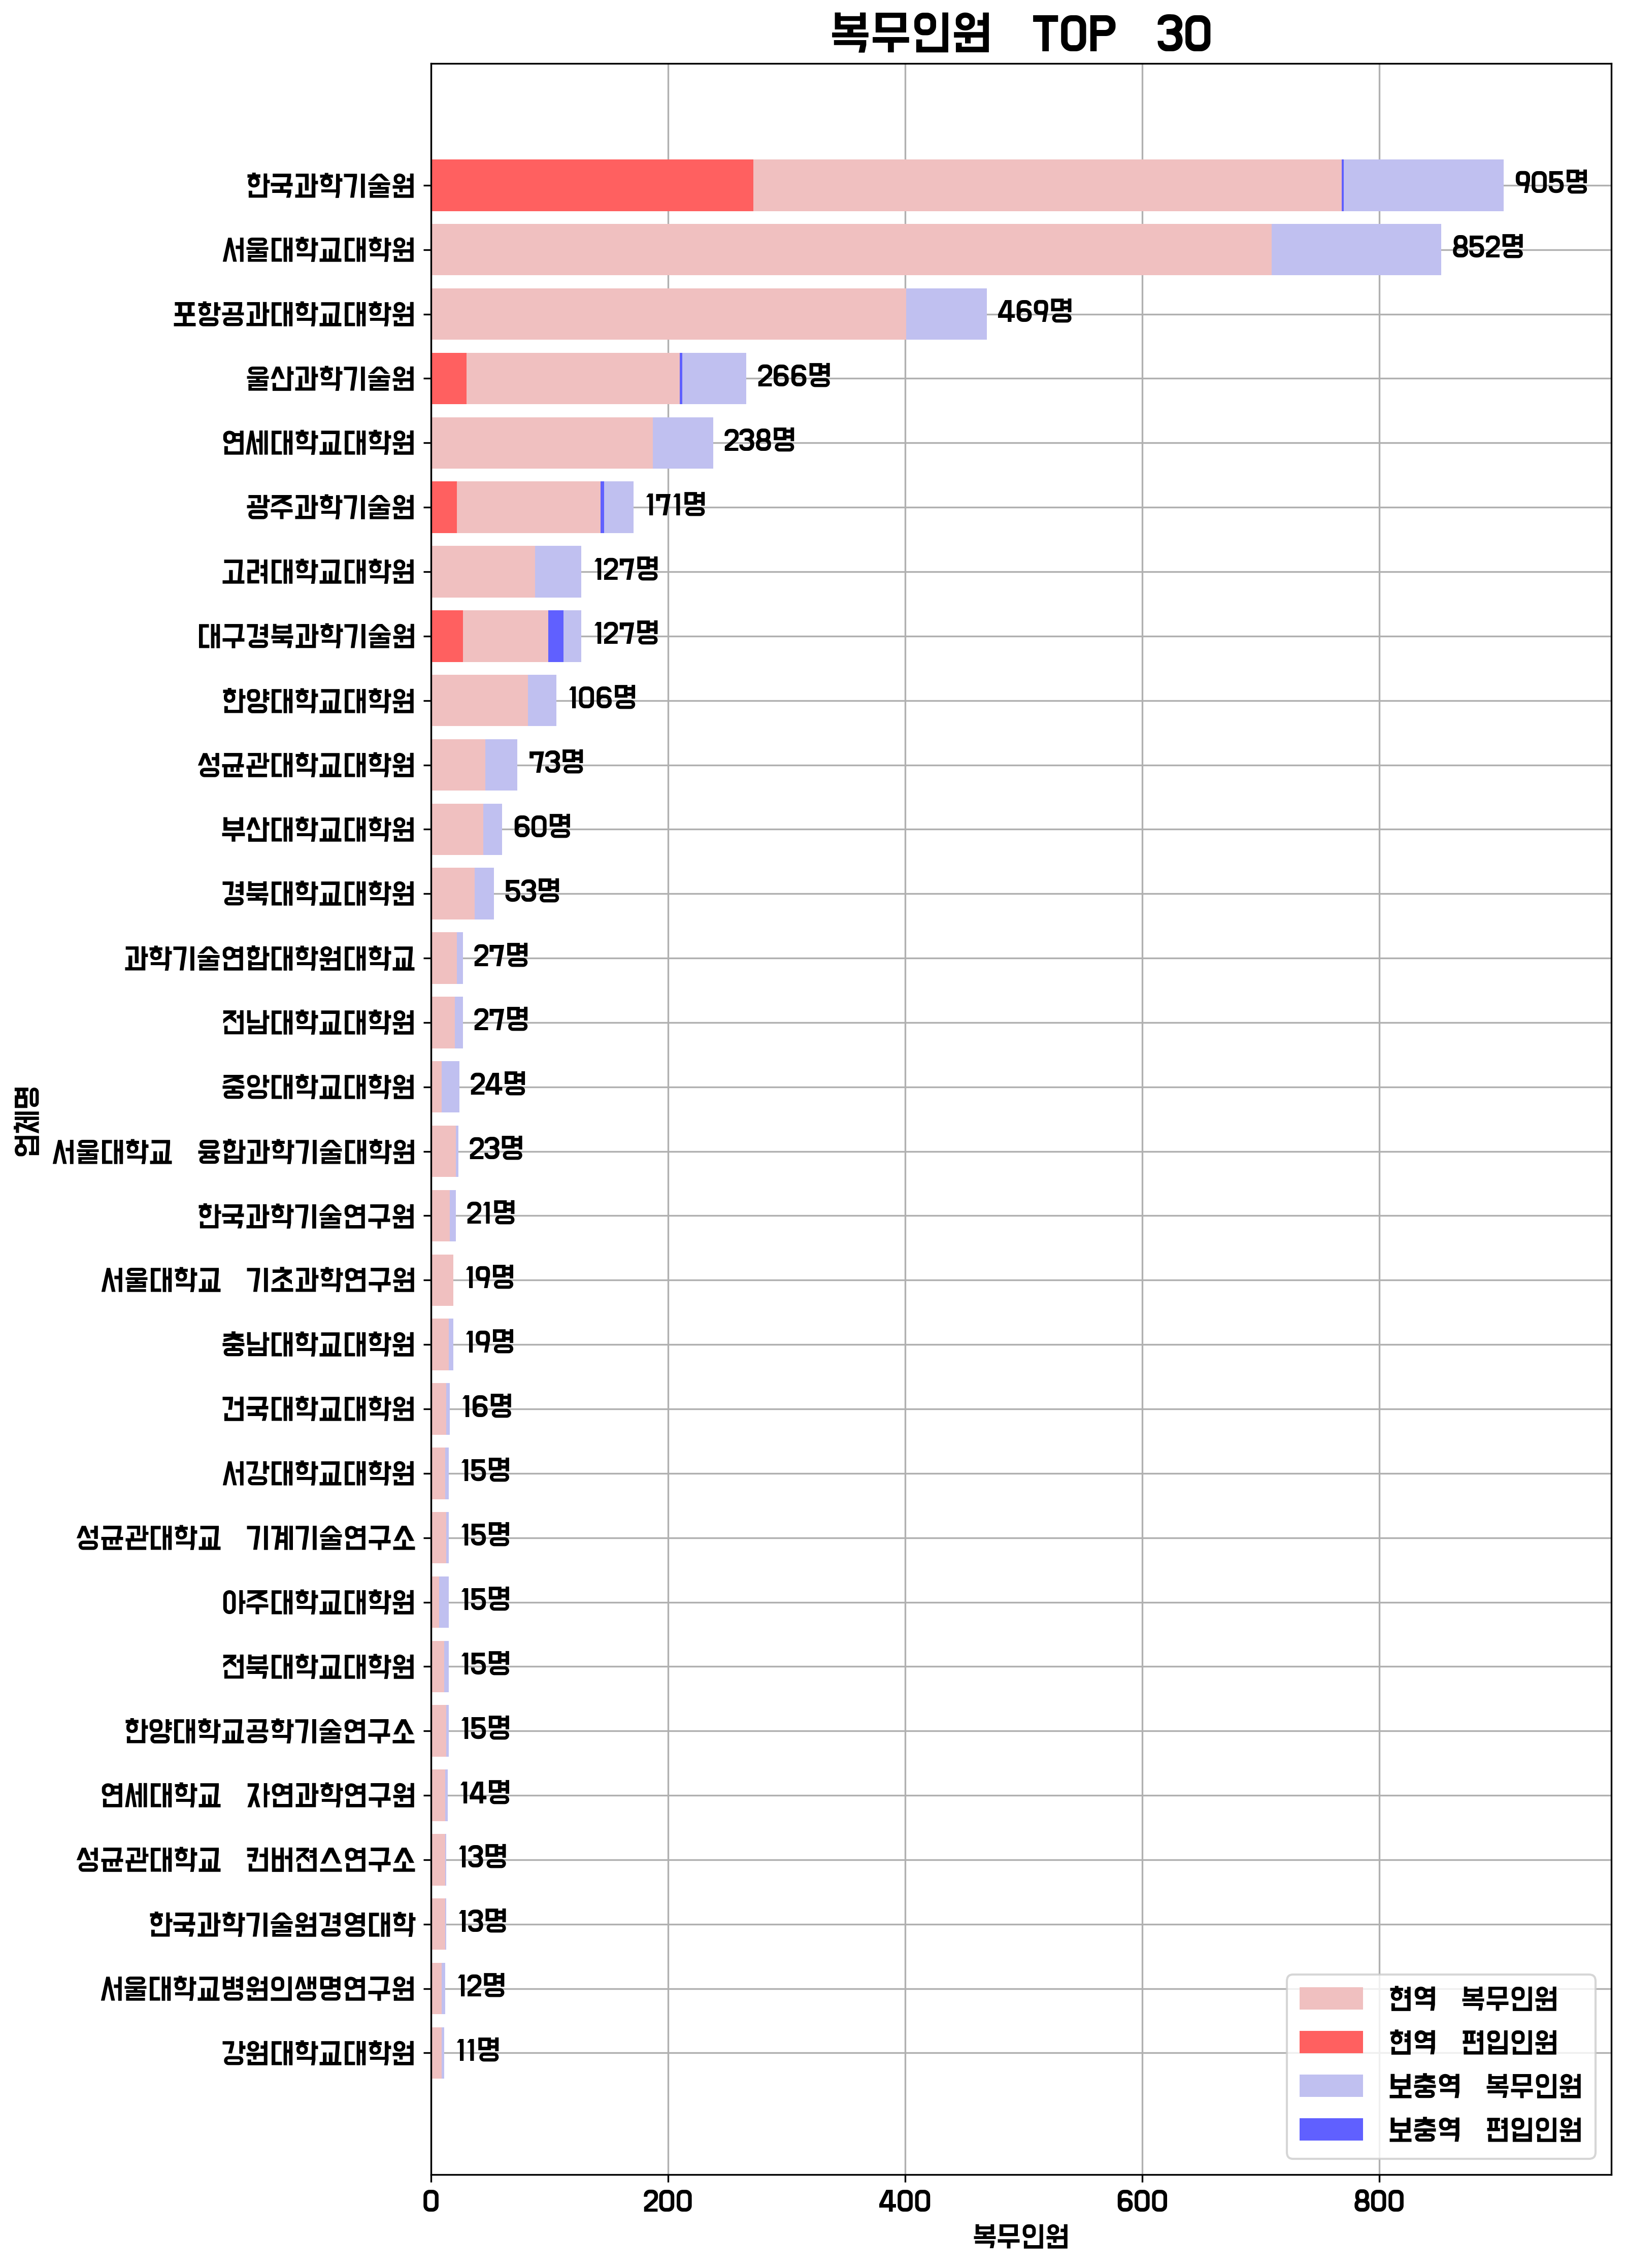 복무인원 TOP 30
한국과학기술원 905명
서울대학교대학원 852명
포항공과대학교대학원 469명
울산과학기술원 266명
연세대학교대학원 238명
광주과학기술원 171명
고려대학교대학원 127명
대구경북과학기술원 127명
한양대학교대학원 106명
성균관대학교대학원 73명
부산대학교대학원 60명
경북대학교대학원 53명
과학기술연합대학원대학교 27명
전남대학교대학원 27명
중앙대학교대학원 24명
업체명
서울대학교 융합과학기술대학원 23명
한국과학기술연구원 21명
서울대학교 기초과학연구원 19명
충남대학교대학원 19명
건국대학교대학원 16명
서강대학교대학원 15명
성균관대학교 기계기술연구소 15명
아주대학교대학원 15명
전북대학교대학원 15명
한양대학교공학기술연구소 15명
연세대학교 자연과학연구원 14명
성균관대학교 컨버젼스연구소 13명
한국과학기술원경영대학 13명
서울대학교병원의생명연구원 12명
강원대학교대학원 11명
현역 복무인원
현역 편입인원
보충역 복무인원
보충역 편입인원
0 200 400 600 800
복무인원